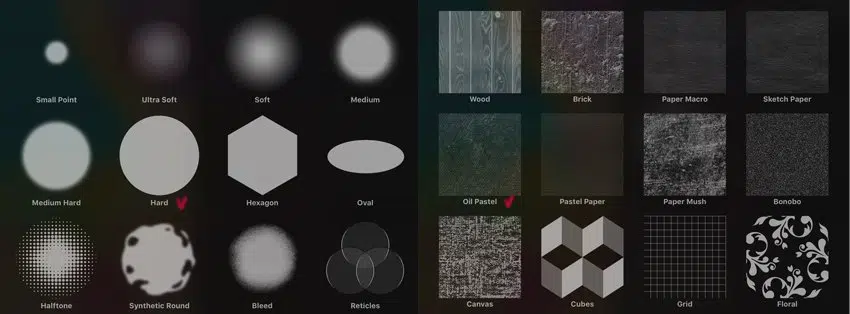 Small Point
Ultra Soft
Soft
Medium
Medium Hard
Hard
Hexagon
Oval
Halftone
Synthetic Round
Bleed
Reticles
Wood
Brick
Paper Macro
Sketch Paper
Oil Pastel
Pastel Paper
Paper Mush
Bonobo
Canvas
Cubes
Grid
Floral